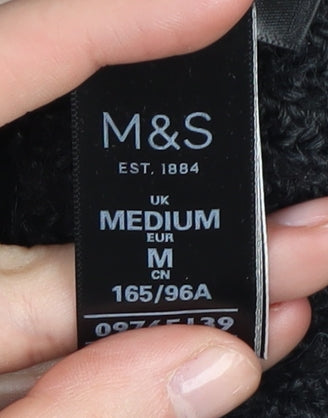 M&S
EST. 1884
UK
MEDIUM
EUR
M
CN
165/96A